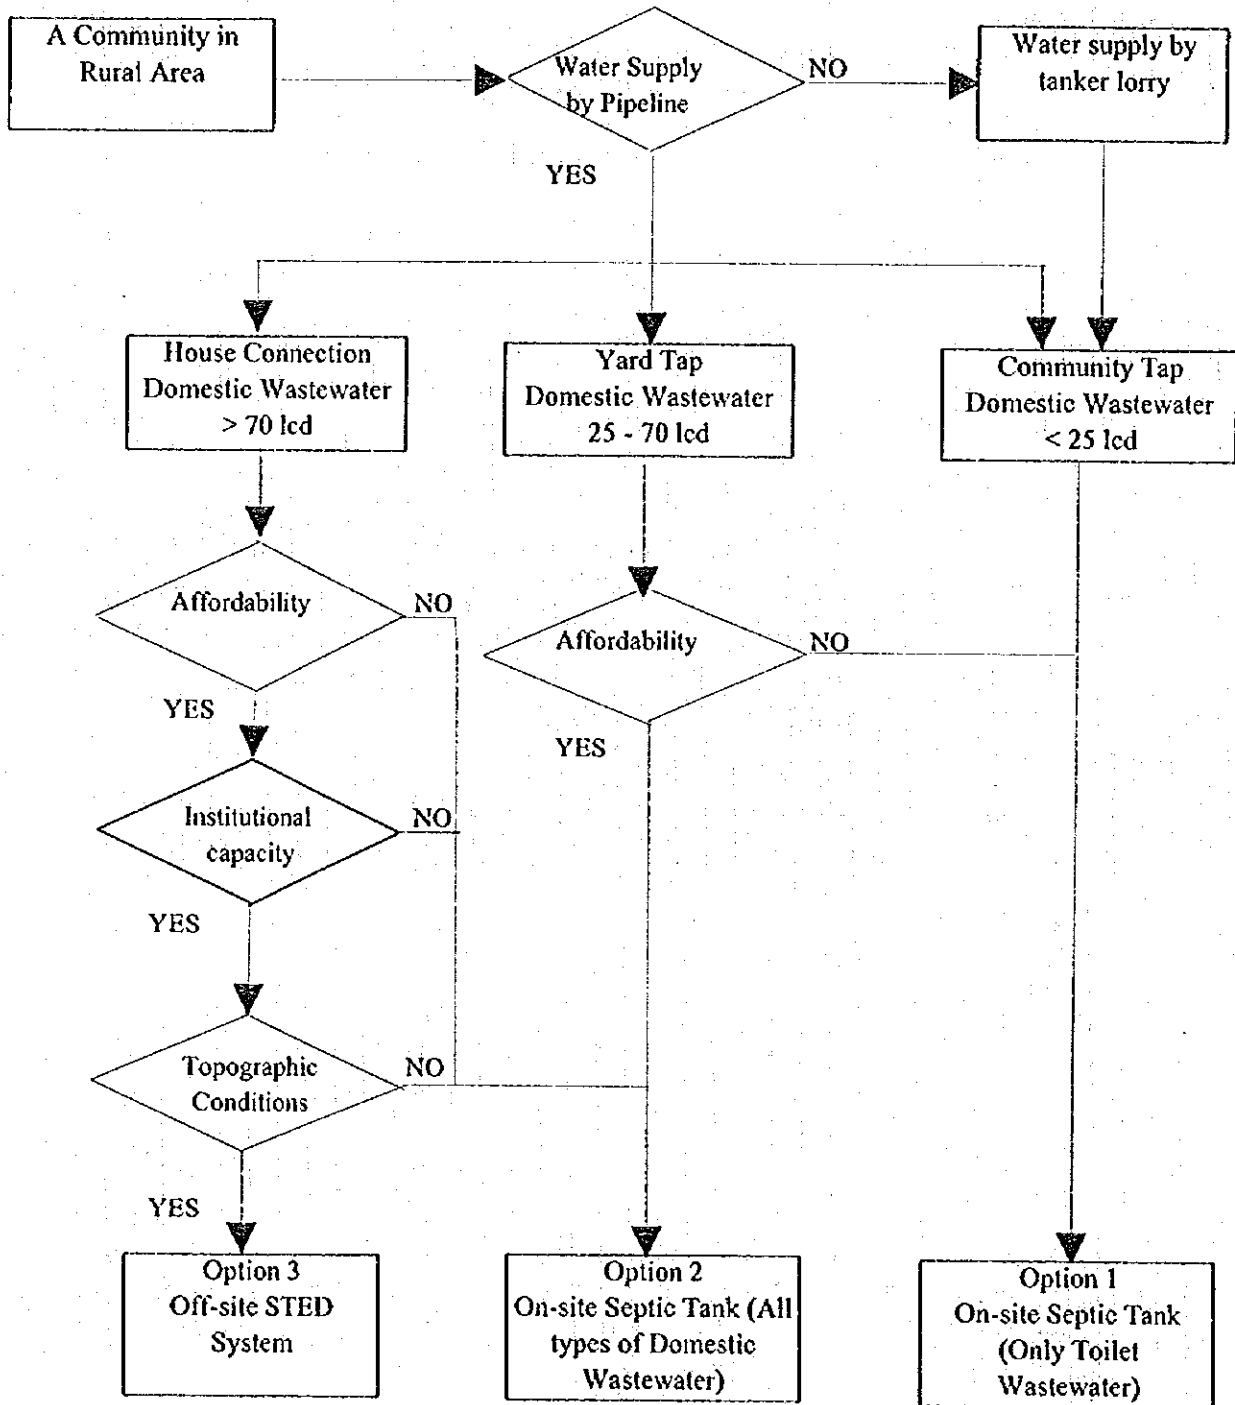 A Community in
Rural Area
Water Supply
by Pipeline
NO
Water supply by
tanker lorry
YES
House Connection
Domestic Wastewater
> 70 lcd
Yard Tap
Domestic Wastewater
25 - 70 lcd
Community Tap
Domestic Wastewater
< 25 lcd
Affordability
NO
Affordability
NO
YES
YES
Institutional
capacity
NO
YES
Topographic
Conditions
NO
YES
Option 3
Off-site STED
System
Option 2
On-site Septic Tank (All
types of Domestic
Wastewater)
Option 1
On-site Septic Tank
(Only Toilet
Wastewater)